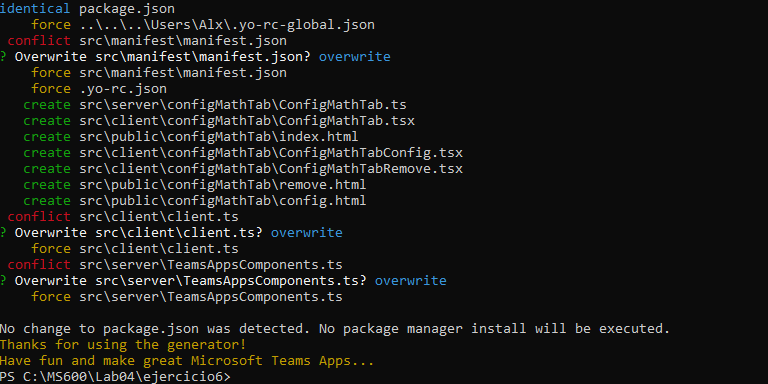 identical package.json
force ..\..\..\Users\Alx\.yo-rc-global.json
conflict src\manifest\manifest.json
? Overwrite src\manifest\manifest.json? overwrite
force src\manifest\manifest.json
force .yo-rc.json
create src\server\configMathTab\ConfigMathTab.ts
create src\client\configMathTab\ConfigMathTab.tsx
create src\public\configMathTab\index.html
create src\client\configMathTab\ConfigMathTabConfig.tsx
create src\client\configMathTab\ConfigMathTabRemove.tsx
create src\public\configMathTab\remove.html
create src\public\configMathTab\config.html
conflict src\client\client.ts
? Overwrite src\client\client.ts? overwrite
force src\client\client.ts
conflict src\server\TeamsAppsComponents.ts
? Overwrite src\server\TeamsAppsComponents.ts? overwrite
force src\server\TeamsAppsComponents.ts
No change to package.json was detected. No package manager install will be executed.
Thanks for using the generator!
Have fun and make great Microsoft Teams Apps...
PS C:\MS600\Lab04\ejercicio6>